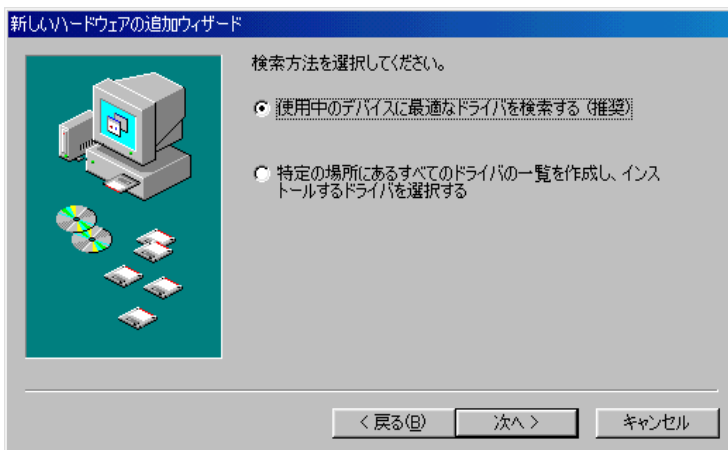 新しいハードウェアの追加ウィザード
検索方法を選択してください。
使用中のデバイスに最適なドライバを検索する (推奨)
特定の場所にあるすべてのドライバの一覧を作成し、インス
トールするドライバを選択する
< 戻る(B)
次へ >
キャンセル